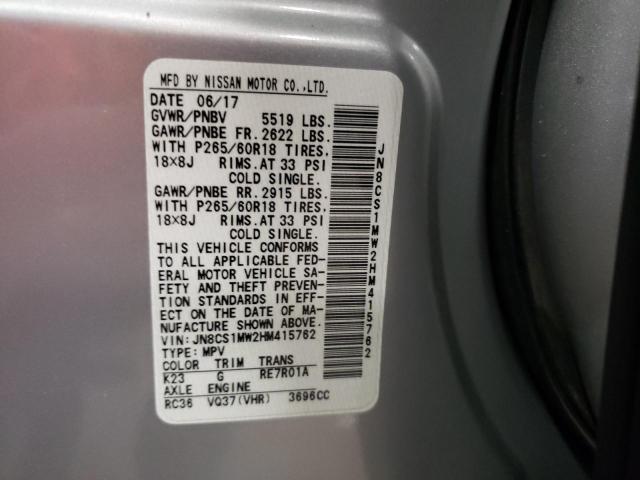 MFD BY NISSAN MOTOR CO.,LTD.
DATE 06/17
GVWR/PNBV 5519 LBS.
GAWR/PNBE FR. 2622 LBS.
WITH P265/60R18 TIRES.
18×8J RIMS. AT 33 PSI
COLD SINGLE.
GAWR/PNBE RR. 2915 LBS.
WITH P265/60R18 TIRES.
18×8J RIMS. AT 33 PSI
COLD SINGLE.
THIS VEHICLE CONFORMS
TO ALL APPLICABLE FED-
ERAL MOTOR VEHICLE SA-
FETY AND THEFT PREVEN-
TION STANDARDS IN EFF-
ECT ON THE DATE OF MA-
NUFACTURE SHOWN ABOVE.
VIN: JN8CS1MW2HM415762
TYPE: MPV
COLOR TRIM TRANS
K23 G RE7R01A
AXLE ENGINE
RC36 VQ37(VHR) 3696CC
JN8CS1MW2HM415762